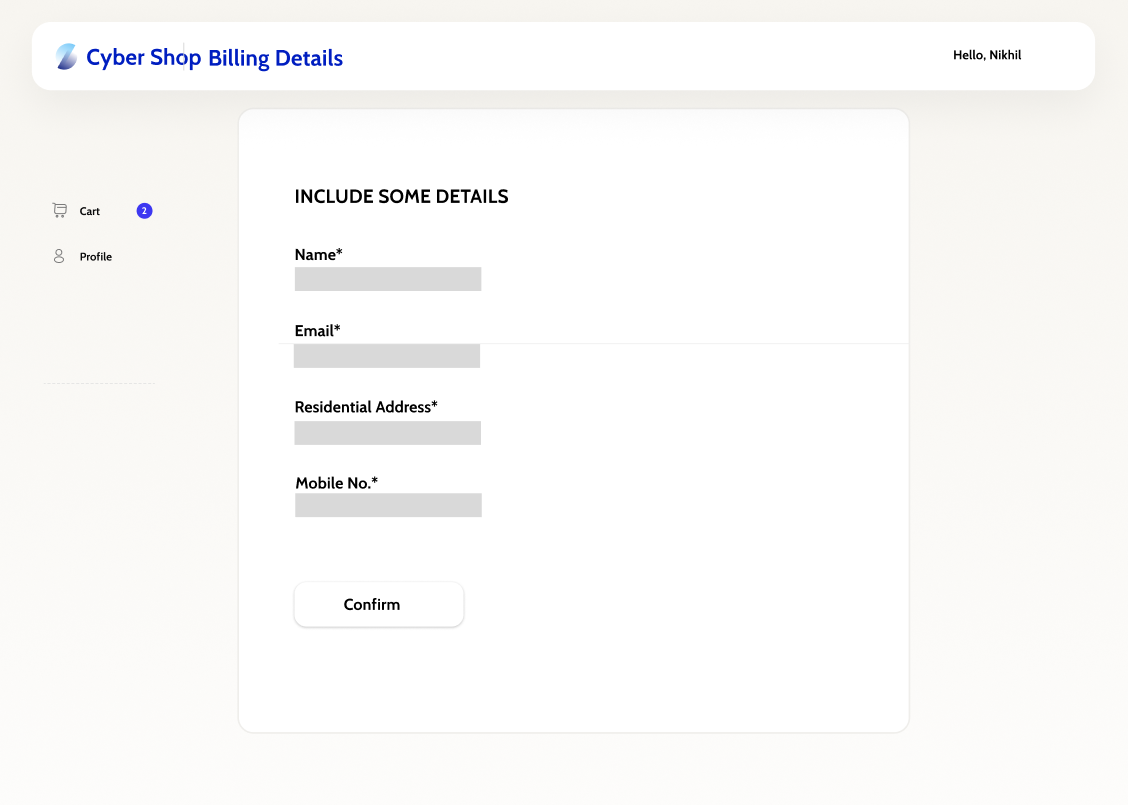 Cyber Shop Billing Details
Hello, Nikhil
Cart 2
Profile
INCLUDE SOME DETAILS
Name*
Email*
Residential Address*
Mobile No.*
Confirm